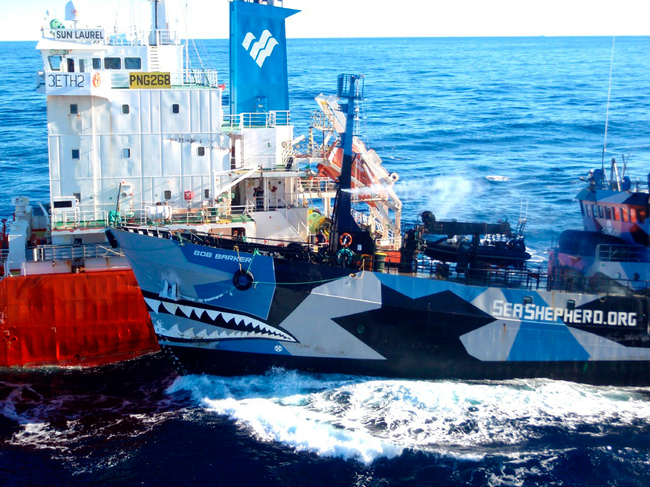 SUN LAUREL
3ETH2
PNG268
BOB BARKER
SEASHEPHERD.ORG